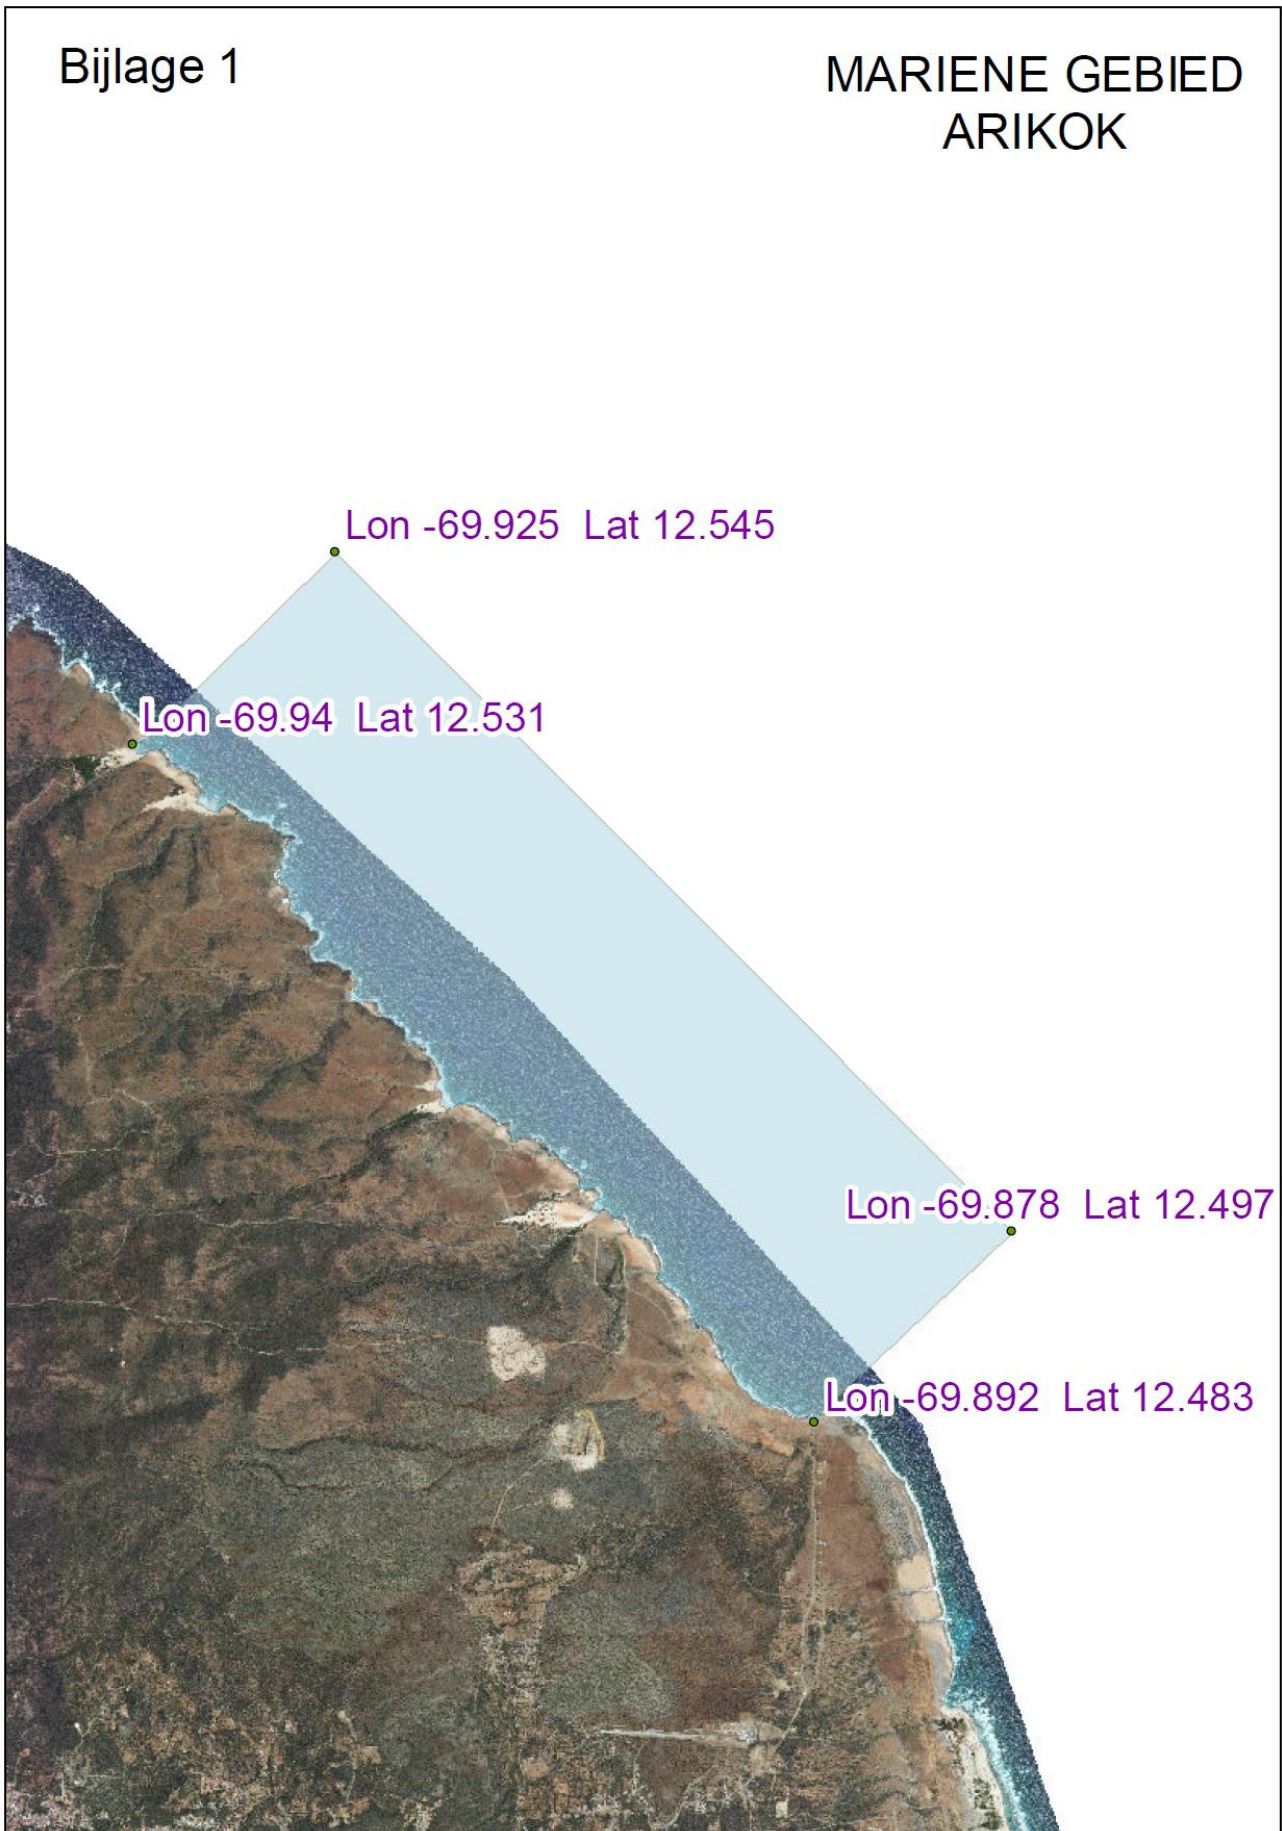 Bijlage 1
MARIENE GEBIED
ARIKOK
Lon -69.925 Lat 12.545
Lon -69.94 Lat 12.531
Lon -69.878 Lat 12.497
Lon -69.892 Lat 12.483